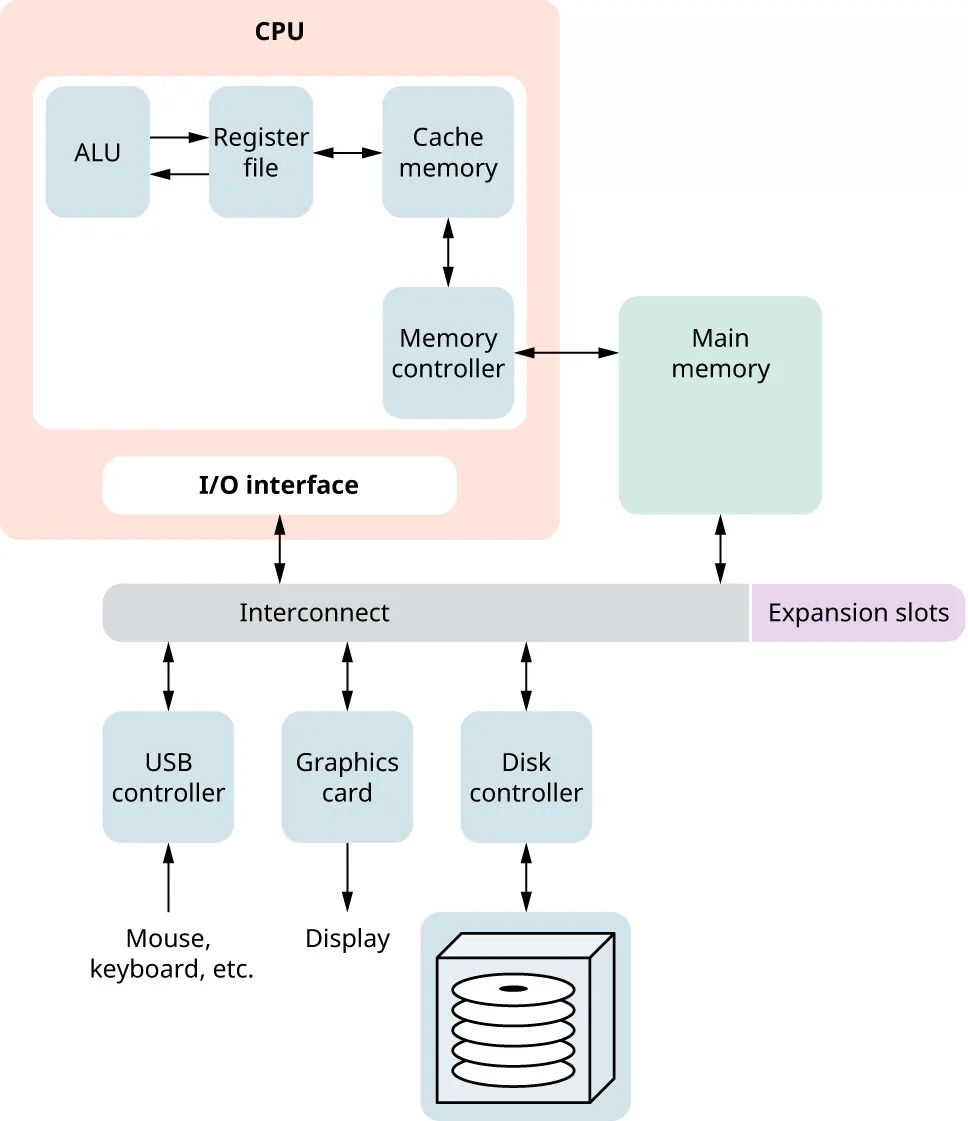 CPU
ALU
Register
file
Cache
memory
Memory
controller
Main
memory
I/O interface
Interconnect
Expansion slots
USB
controller
Graphics
card
Disk
controller
Mouse,
keyboard, etc.
Display